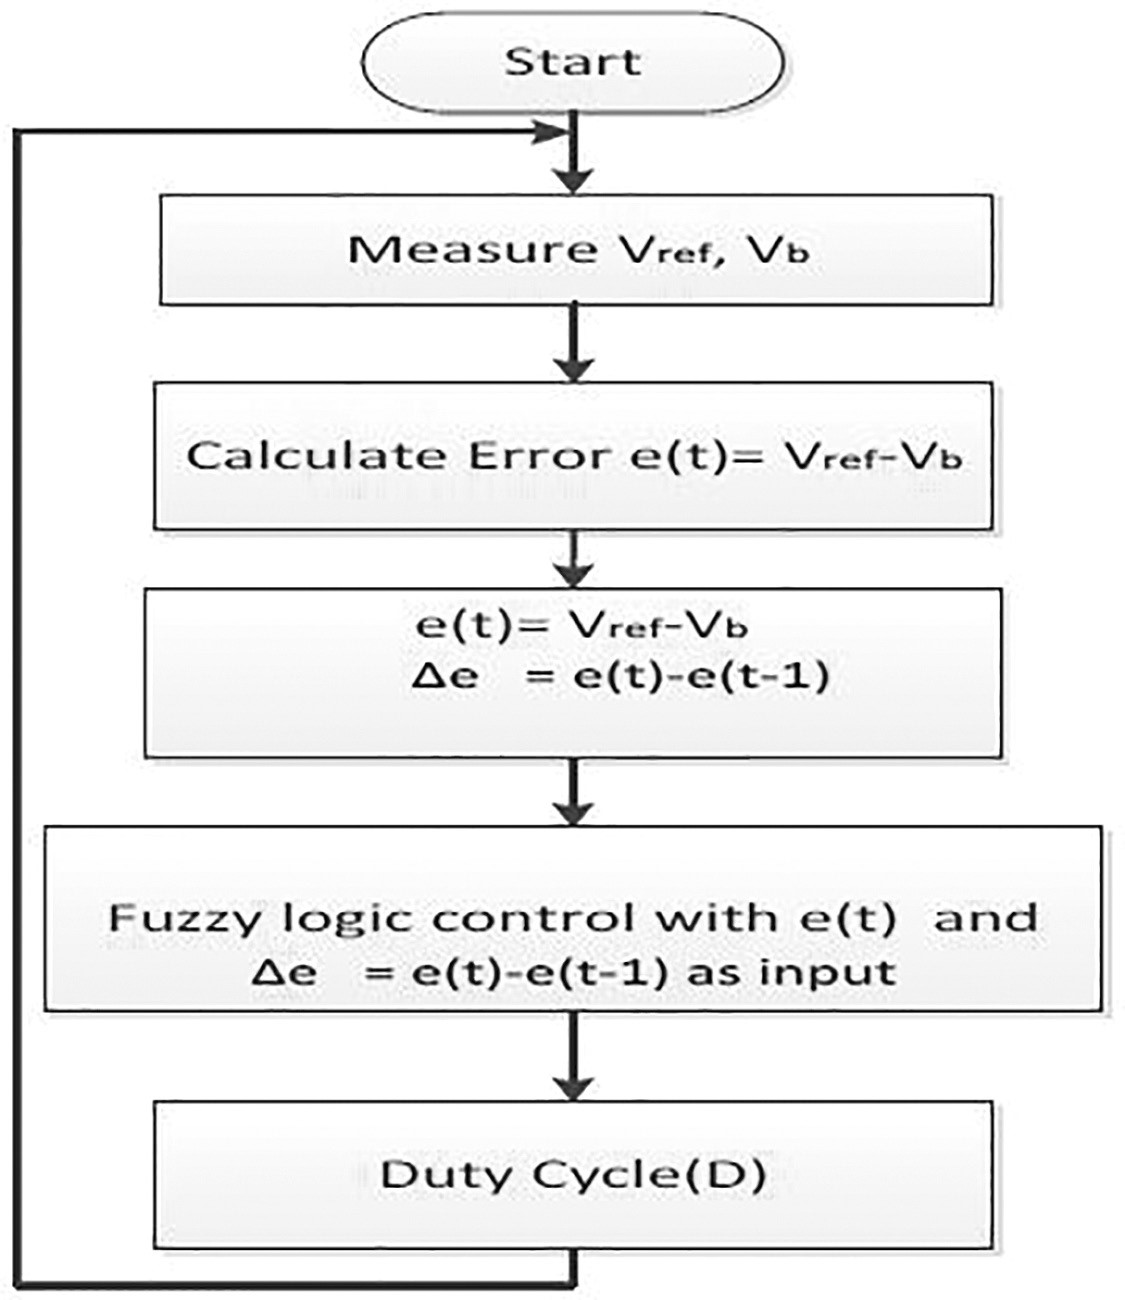 Start
Measure Vref, Vb
Calculate Error e(t)= Vref-Vb
e(t)= Vref-Vb
Δe = e(t)-e(t-1)
Fuzzy logic control with e(t) and
Δe = e(t)-e(t-1) as input
Duty Cycle(D)